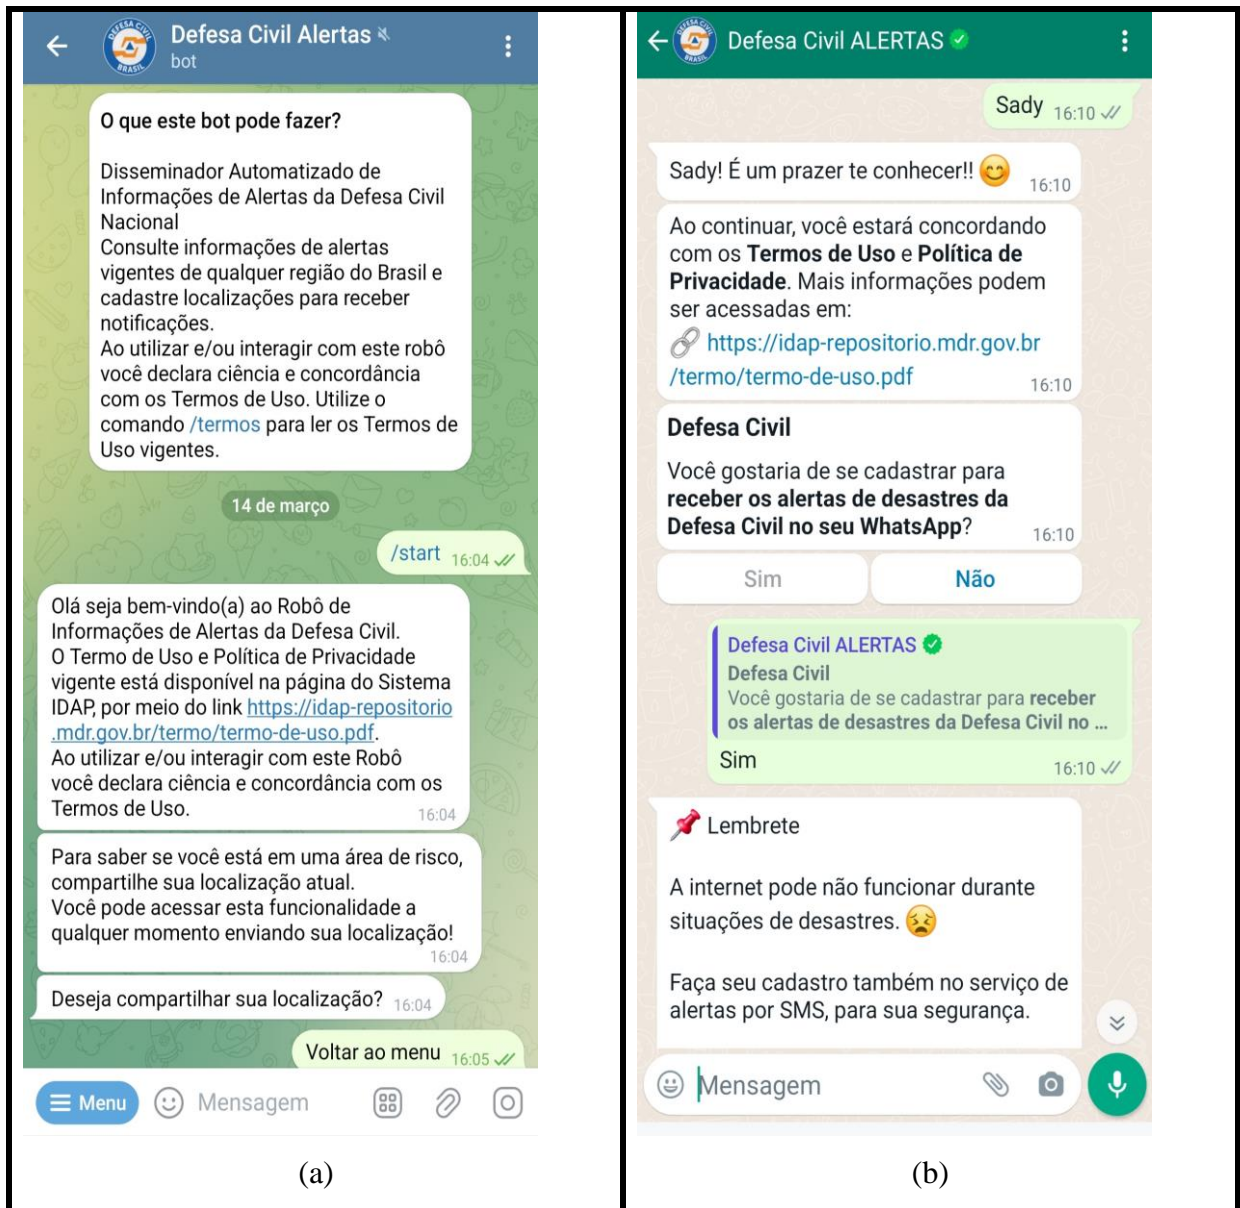 DEFESA CIVIL
BRASIL
Defesa Civil Alertas
bot
O que este bot pode fazer?
Disseminador Automatizado de
Informações de Alertas da Defesa Civil
Nacional
Consulte informações de alertas
vigentes de qualquer região do Brasil e
cadastre localizações para receber
notificações.
Ao utilizar e/ou interagir com este robô
você declara ciência e concordância
com os Termos de Uso. Utilize o
comando /termos para ler os Termos de
Uso vigentes.
14 de março
/start 16:04
Olá seja bem-vindo(a) ao Robô de
Informações de Alertas da Defesa Civil.
O Termo de Uso e Política de Privacidade
vigente está disponível na página do Sistema
IDAP, por meio do link https://idap-repositorio
.mdr.gov.br/termo/termo-de-uso.pdf.
Ao utilizar e/ou interagir com este Robô
você declara ciência e concordância com os
Termos de Uso. 16:04
Para saber se você está em uma área de risco,
compartilhe sua localização atual.
Você pode acessar esta funcionalidade a
qualquer momento enviando sua localização!
16:04
Deseja compartilhar sua localização? 16:04
Voltar ao menu 16:05
Menu Mensagem
(a)
Defesa Civil ALERTAS
Sady 16:10
Sady! É um prazer te conhecer!! 😊 16:10
Ao continuar, você estará concordando
com os Termos de Uso e Política de
Privacidade. Mais informações podem
ser acessadas em:
🔗 https://idap-repositorio.mdr.gov.br
/termo/termo-de-uso.pdf 16:10
Defesa Civil
Você gostaria de se cadastrar para
receber os alertas de desastres da
Defesa Civil no seu WhatsApp? 16:10
Sim Não
Defesa Civil ALERTAS
Defesa Civil
Você gostaria de se cadastrar para receber
os alertas de desastres da Defesa Civil no ...
Sim 16:10
📌 Lembrete
A internet pode não funcionar durante
situações de desastres. 😣
Faça seu cadastro também no serviço de
alertas por SMS, para sua segurança.
Mensagem
(b)